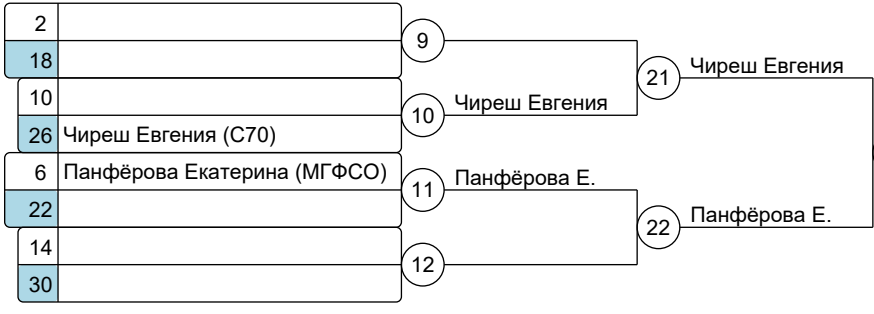 2
18
9
10
26 Чиреш Евгения (С70)
10 Чиреш Евгения
21 Чиреш Евгения
6 Панфёрова Екатерина (МГФСО)
22
11 Панфёрова Е.
14
30
12
22 Панфёрова Е.